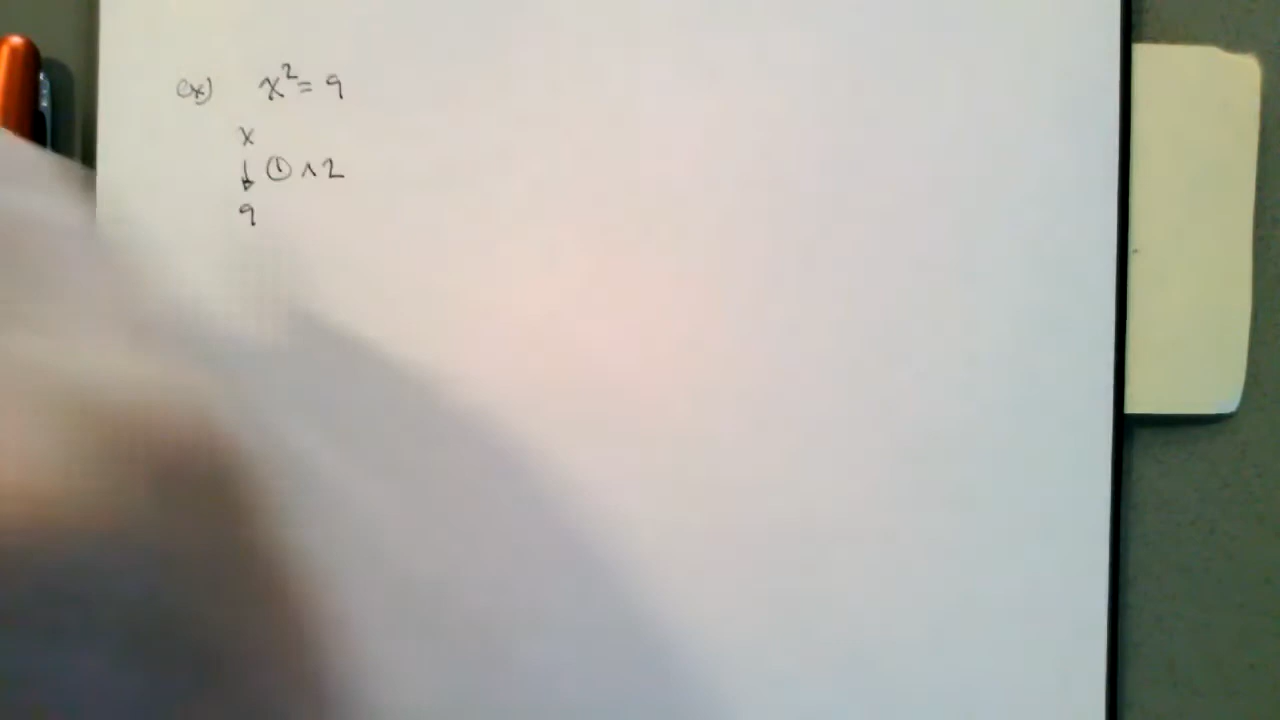 ex) x² = 9
x
↓ ① ^ 2
9